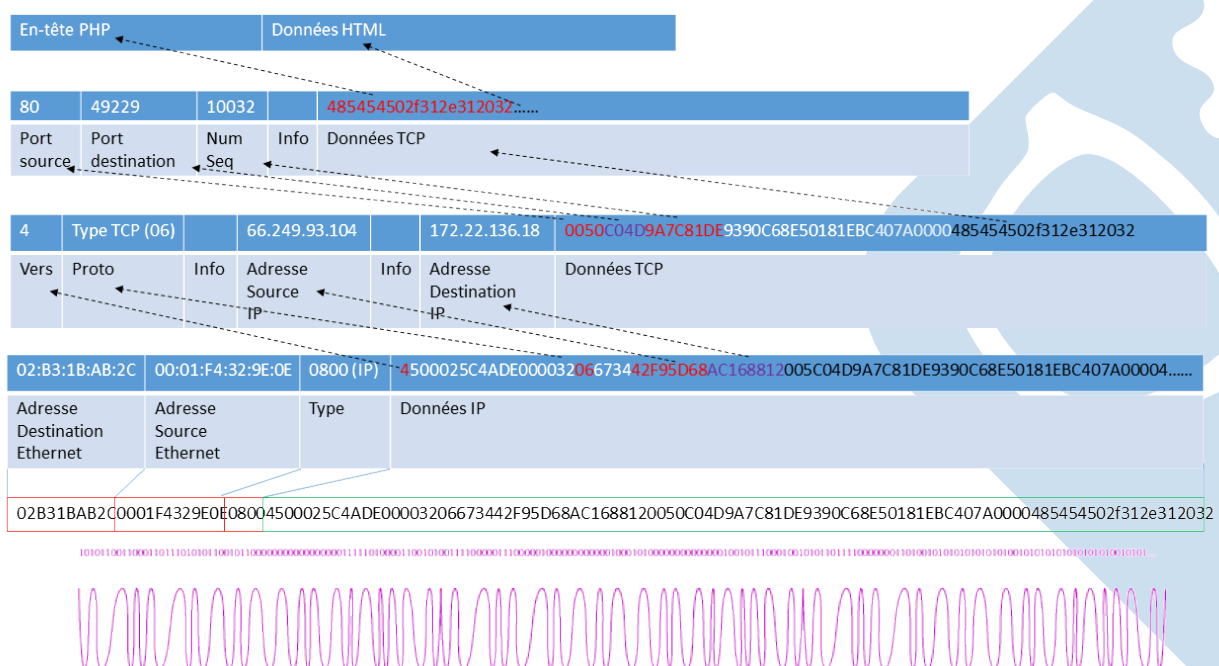 En-tête PHP Données HTML
80 49229 10032 485454502f312e312032......
Port source Port destination Num Seq Info Données TCP
4 Type TCP (06) 66.249.93.104 172.22.136.18 0050C04D9A7C81DE9390C68E50181EBC407A0000485454502f312e312032
Vers Proto Info Adresse Source IP Info Adresse Destination IP Données TCP
02:B3:1B:AB:2C 00:01:F4:32:9E:0E 0800 (IP) 4500025C4ADE00003206673442F95D68AC168812005C04D9A7C81DE9390C68E50181EBC407A00004......
Adresse Destination Ethernet Adresse Source Ethernet Type Données IP
02B31BAB2C0001F4329E0E08004500025C4ADE00003206673442F95D68AC1688120050C04D9A7C81DE9390C68E50181EBC407A0000485454502f312e312032